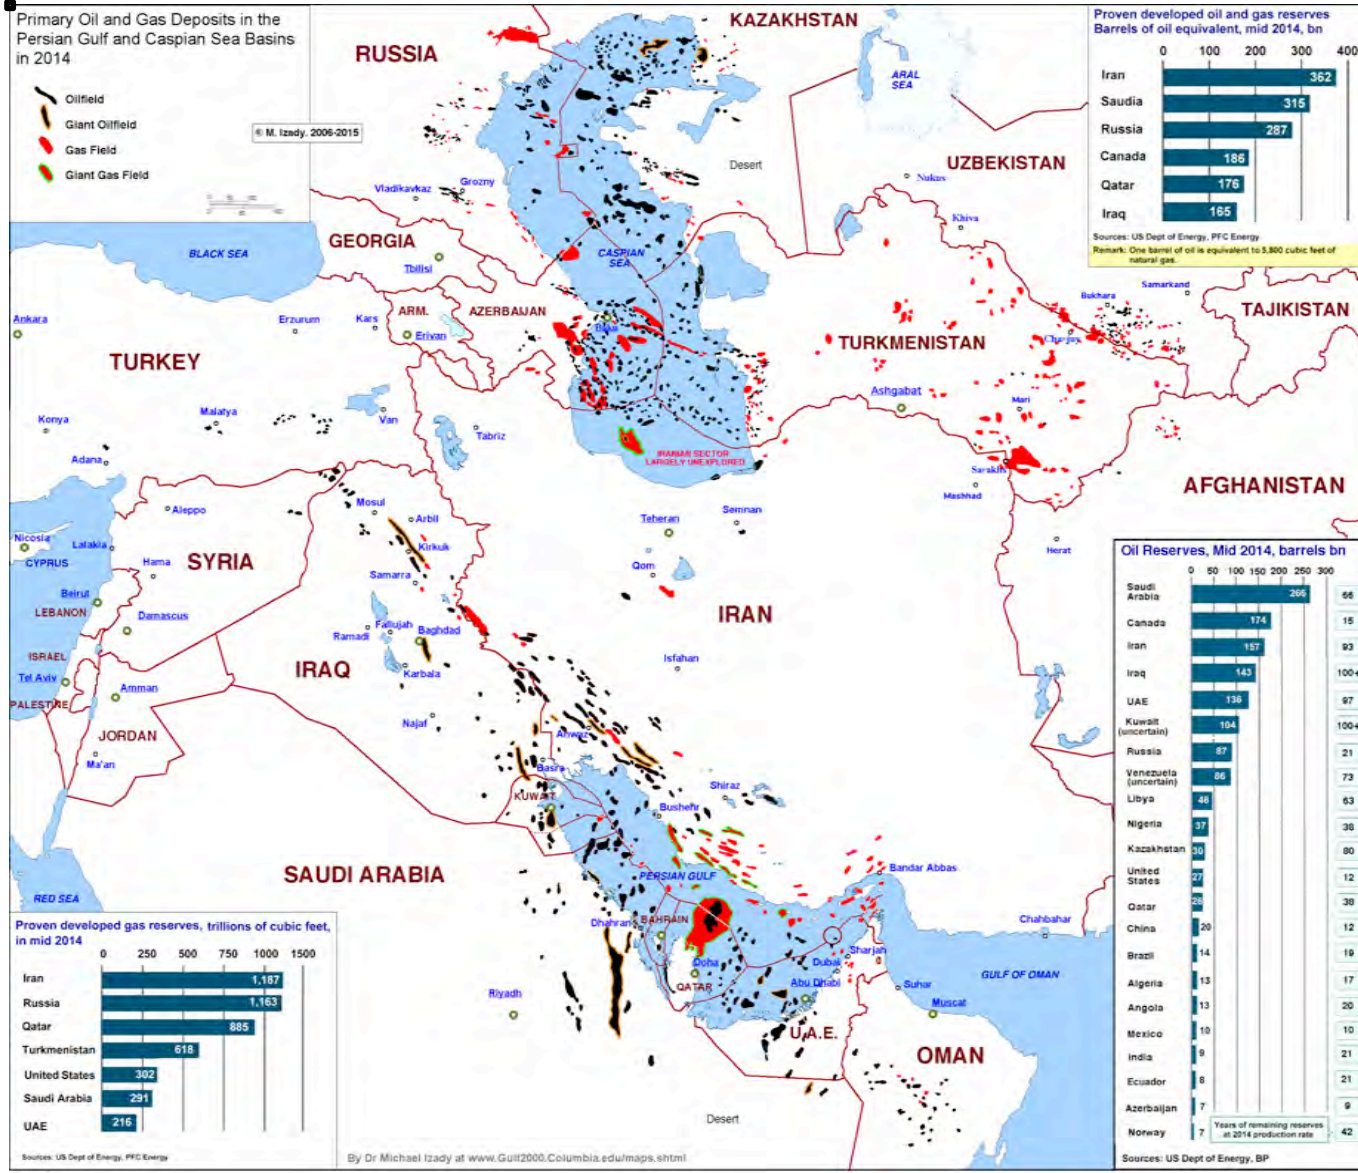 Primary Oil and Gas Deposits in the
Persian Gulf and Caspian Sea Basins
in 2014
Oilfield
Giant Oilfield
Gas Field
Giant Gas Field
© M. Izady. 2006-2015
Proven developed oil and gas reserves
Barrels of oil equivalent, mid 2014, bn
0 100 200 300 400
Iran 362
Saudia 315
Russia 287
Canada 186
Qatar 176
Iraq 165
Sources: US Dept of Energy, PFC Energy
Remark: One barrel of oil is equivalent to 5,800 cubic feet of
natural gas.
KAZAKHSTAN
RUSSIA
ARAL
SEA
Desert
UZBEKISTAN
Nukus
Vladikavkaz
Grozny
Khiva
GEORGIA
BLACK SEA
Tbilisi
CASPIAN
SEA
Samarkand
Bukhara
TAJIKISTAN
Ankara
Erzurum
Kars
ARM.
Erivan
AZERBAIJAN
Baku
TURKMENISTAN
Charjuy
TURKEY
Ashgabat
Mari
Konya
Malatya
Van
Tabriz
IRANIAN SECTOR
LARGELY UNEXPLORED
Adana
Sarakhs
Mashhad
AFGHANISTAN
Aleppo
Mosul
Arbil
Semnan
Teheran
Nicosia
CYPRUS
Latakia
Hama
SYRIA
Kirkuk
Herat
Qom
Samarra
Beirut
LEBANON
Damascus
IRAN
Ramadi
Fallujah
Baghdad
ISRAEL
Tel Aviv
IRAQ
Karbala
Isfahan
PALESTINE
Amman
Najaf
JORDAN
Ahwaz
Ma'an
Basra
KUWAIT
Shiraz
Bushehr
SAUDI ARABIA
PERSIAN GULF
Bandar Abbas
RED SEA
Dhahran
BAHRAIN
Chahbahar
Doha
Dubai
Sharjah
QATAR
Abu Dhabi
GULF OF OMAN
Riyadh
Suhar
Muscat
U.A.E.
OMAN
Desert
Oil Reserves, Mid 2014, barrels bn
0 50 100 150 200 250 300
Saudi
Arabia 266 66
Canada 174 15
Iran 157 93
Iraq 143 100+
UAE 136 97
Kuwait
(uncertain) 104 100+
Russia 87 21
Venezuela
(uncertain) 86 73
Libya 48 63
Nigeria 37 38
Kazakhstan 30 80
United
States 27 12
Qatar 26 38
China 20 12
Brazil 14 19
Algeria 13 17
Angola 13 20
Mexico 10 10
India 9 21
Ecuador 8 21
Azerbaijan 7 9
Norway 7 42
Years of remaining reserves
at 2014 production rate
Sources: US Dept of Energy, BP
Proven developed gas reserves, trillions of cubic feet,
in mid 2014
0 250 500 750 1000 1500
Iran 1,187
Russia 1,163
Qatar 885
Turkmenistan 618
United States 302
Saudi Arabia 291
UAE 216
Sources: US Dept of Energy, PFC Energy
By Dr Michael Izady at www.Gulf2000.Columbia.edu/maps.shtml